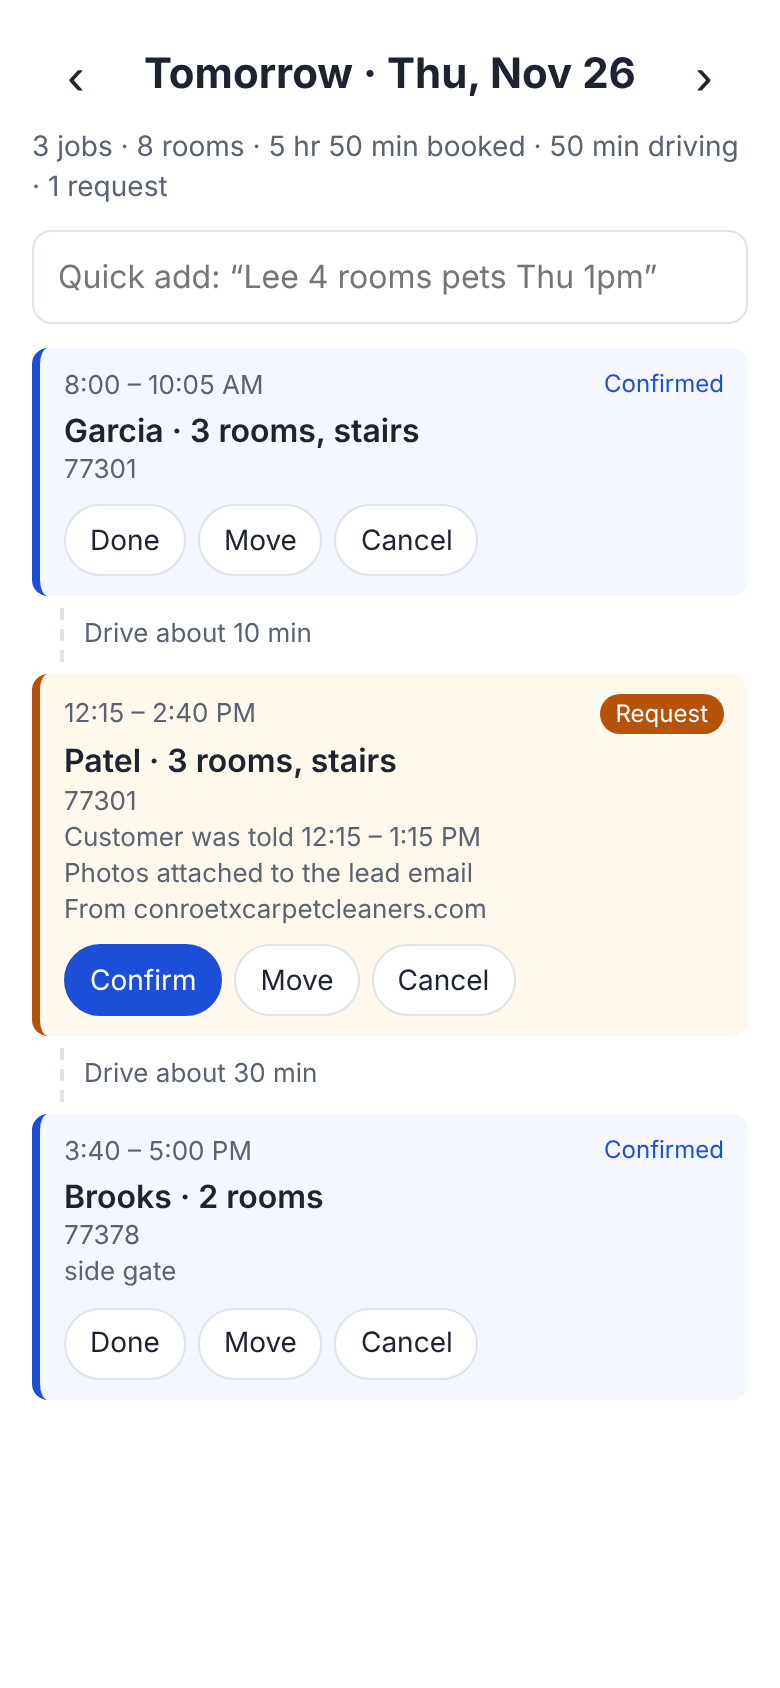 ‹ Tomorrow · Thu, Nov 26 ›
3 jobs · 8 rooms · 5 hr 50 min booked · 50 min driving
· 1 request
Quick add: “Lee 4 rooms pets Thu 1pm”
8:00 – 10:05 AM Confirmed
Garcia · 3 rooms, stairs
77301
Done Move Cancel
Drive about 10 min
12:15 – 2:40 PM Request
Patel · 3 rooms, stairs
77301
Customer was told 12:15 – 1:15 PM
Photos attached to the lead email
From conroetxcarpetcleaners.com
Confirm Move Cancel
Drive about 30 min
3:40 – 5:00 PM Confirmed
Brooks · 2 rooms
77378
side gate
Done Move Cancel